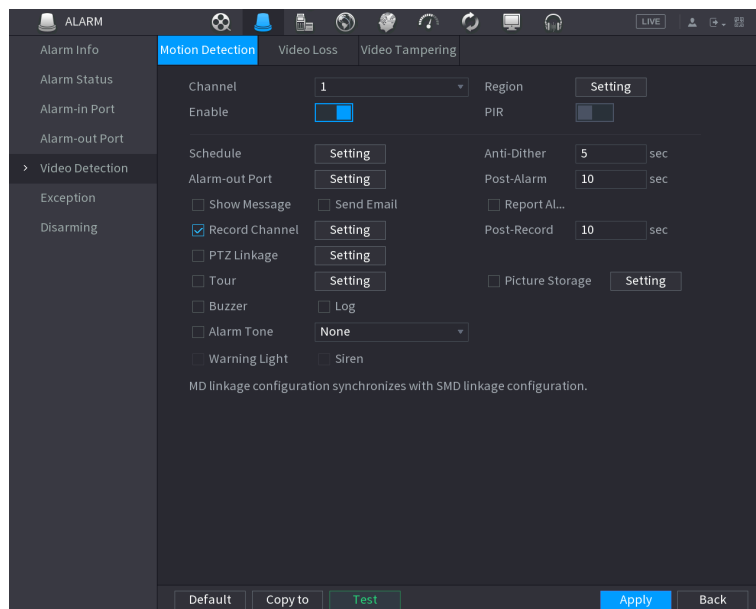 ALARM LIVE
Alarm Info
Alarm Status
Alarm-in Port
Alarm-out Port
Video Detection
Exception
Disarming
Motion Detection Video Loss Video Tampering
Channel 1 Region Setting
Enable PIR
Schedule Setting Anti-Dither 5 sec
Alarm-out Port Setting Post-Alarm 10 sec
Show Message Send Email Report Al...
Record Channel Setting Post-Record 10 sec
PTZ Linkage Setting
Tour Setting Picture Storage Setting
Buzzer Log
Alarm Tone None
Warning Light Siren
MD linkage configuration synchronizes with SMD linkage configuration.
Default Copy to Test Apply Back